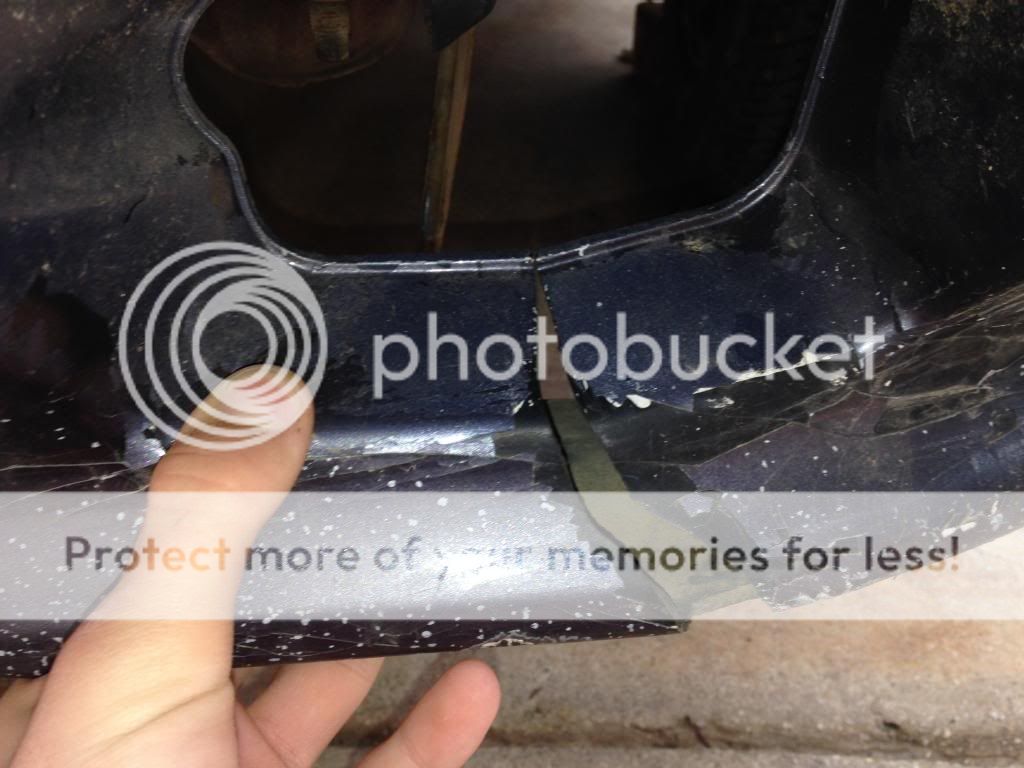 photobucket
Protect more of your memories for less!